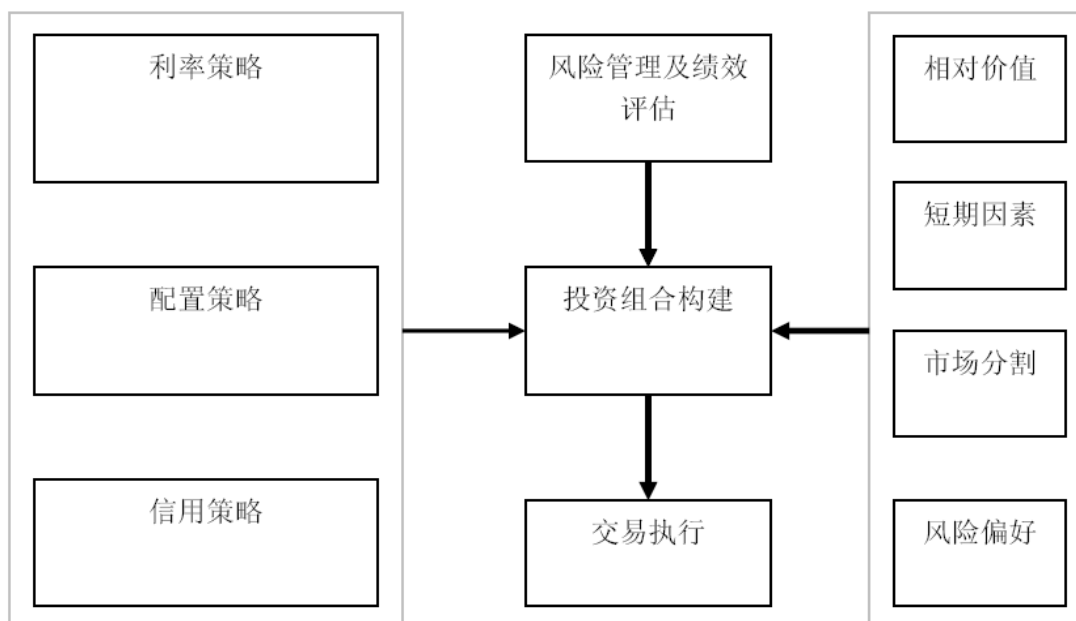 利率策略
配置策略
信用策略
风险管理及绩效
评估
投资组合构建
交易执行
相对价值
短期因素
市场分割
风险偏好